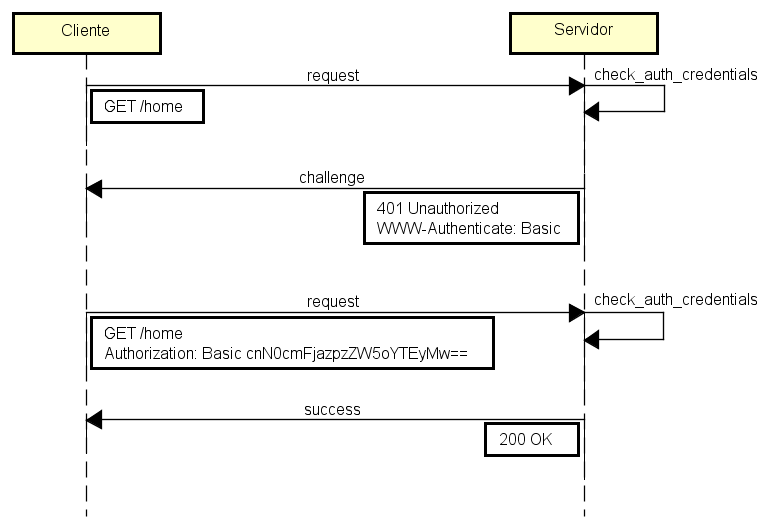 Cliente
Servidor
request
check_auth_credentials
GET /home
challenge
401 Unauthorized
WWW-Authenticate: Basic
request
check_auth_credentials
GET /home
Authorization: Basic cnN0cmFjazpzZW5oYTEyMw==
success
200 OK